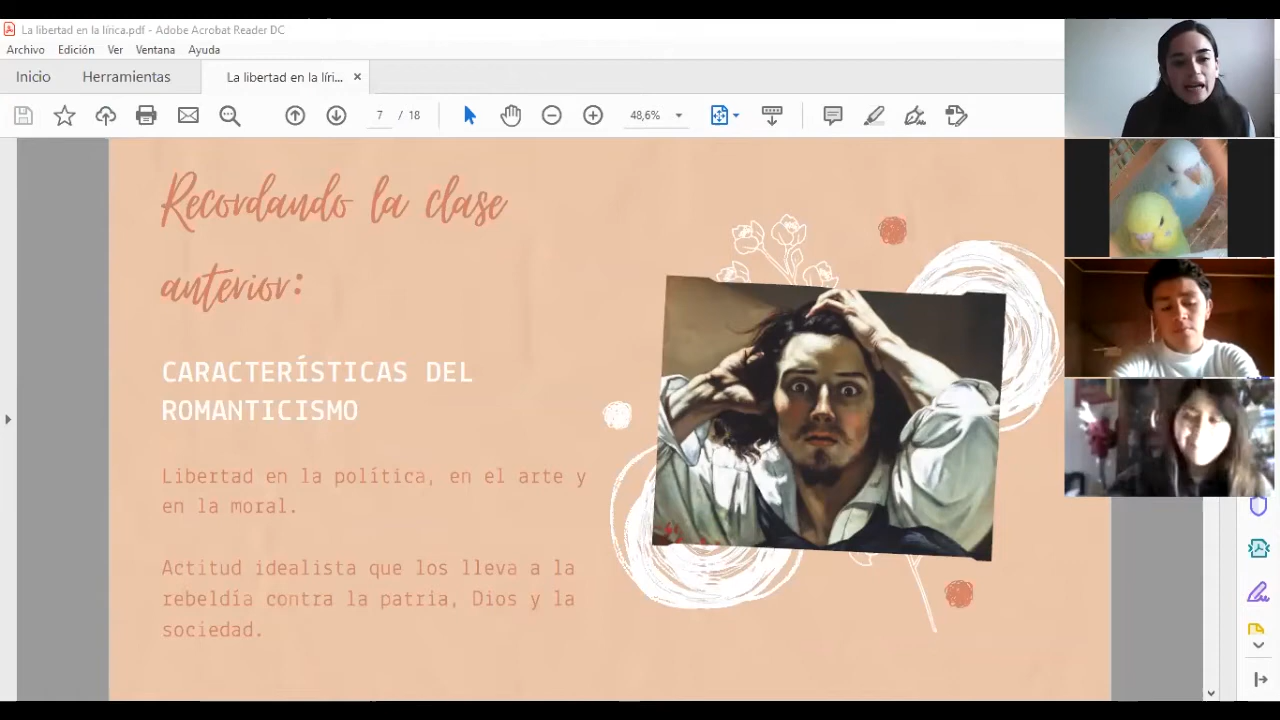 La libertad en la lírica.pdf - Adobe Acrobat Reader DC
Archivo Edición Ver Ventana Ayuda
Inicio Herramientas La libertad en la líri... ×
7 / 18 48,6%
Recordando la clase
anterior:
CARACTERÍSTICAS DEL
ROMANTICISMO
Libertad en la política, en el arte y
en la moral.
Actitud idealista que los lleva a la
rebeldía contra la patria, Dios y la
sociedad.